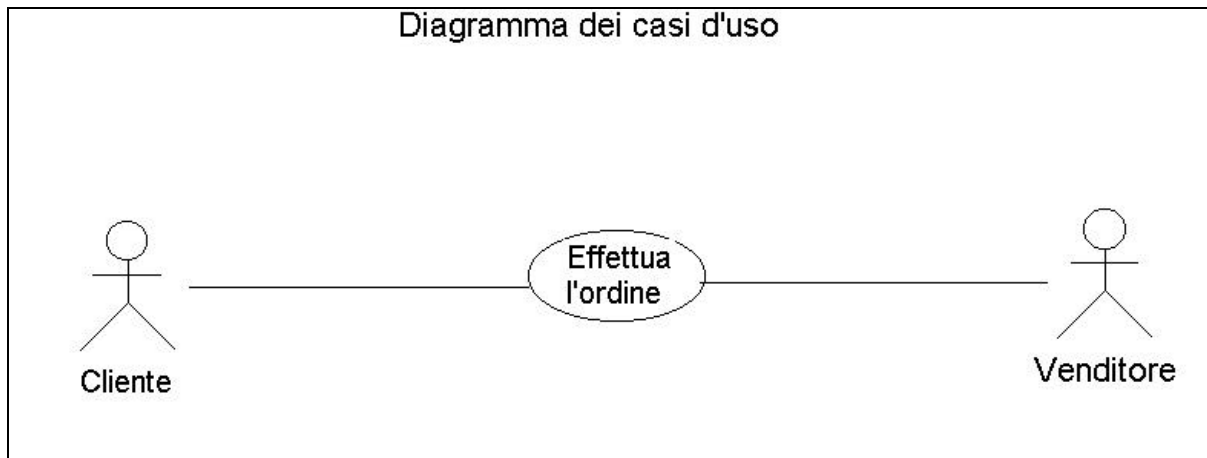 Diagramma dei casi d'uso
Effettua
l'ordine
Cliente
Venditore